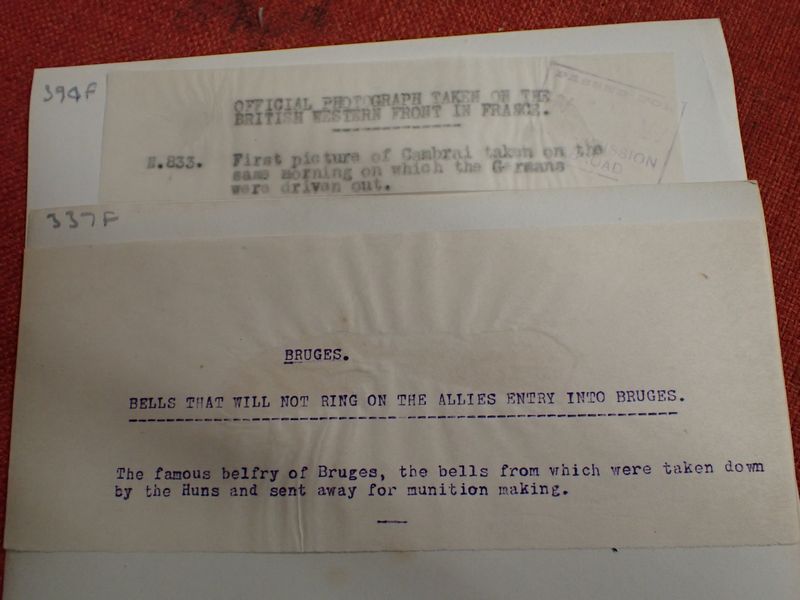 394F
OFFICIAL PHOTOGRAPH TAKEN ON THE
BRITISH WESTERN FRONT IN FRANCE.
H.833. First picture of Cambrai taken on the
same morning on which the Germans
were driven out.
PASSED FOR
337F
BRUGES.
BELLS THAT WILL NOT RING ON THE ALLIES ENTRY INTO BRUGES.
The famous belfry of Bruges, the bells from which were taken down
by the Huns and sent away for munition making.